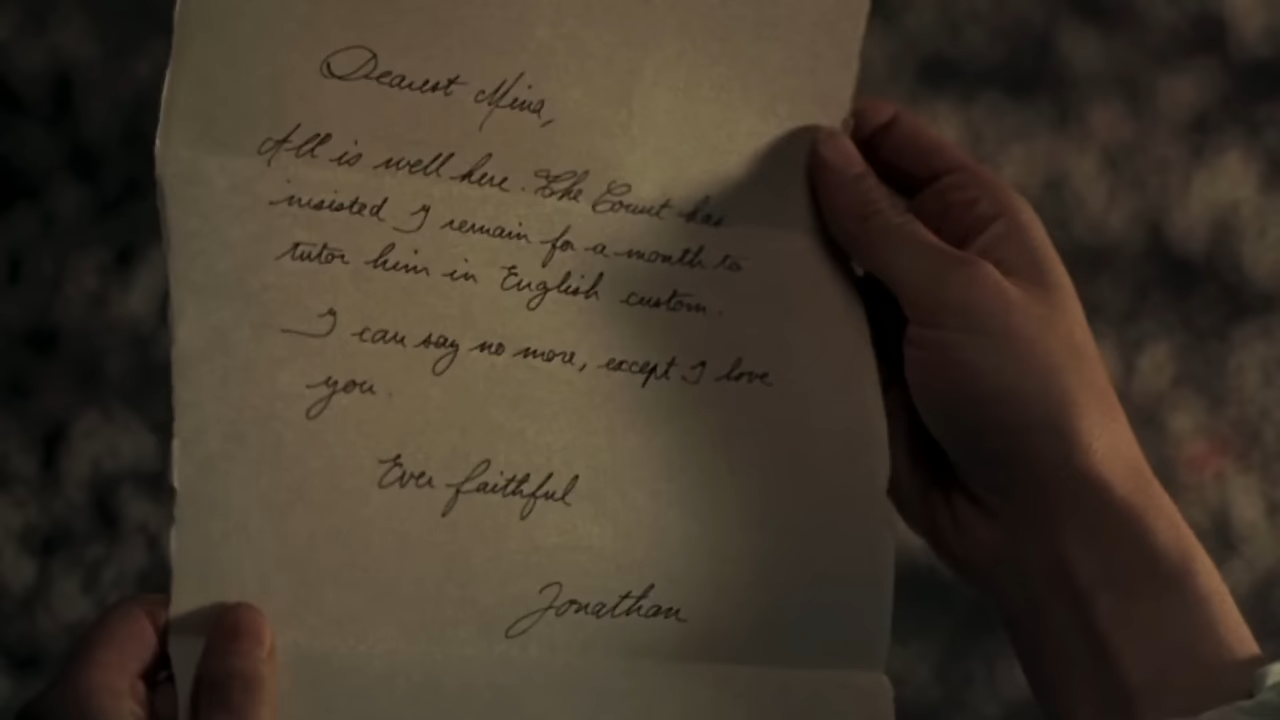 Dearest Mina,
All is well here. The Count has
insisted I remain for a month to
tutor him in English custom.
I can say no more, except I love
you.
Ever faithful
Jonathan